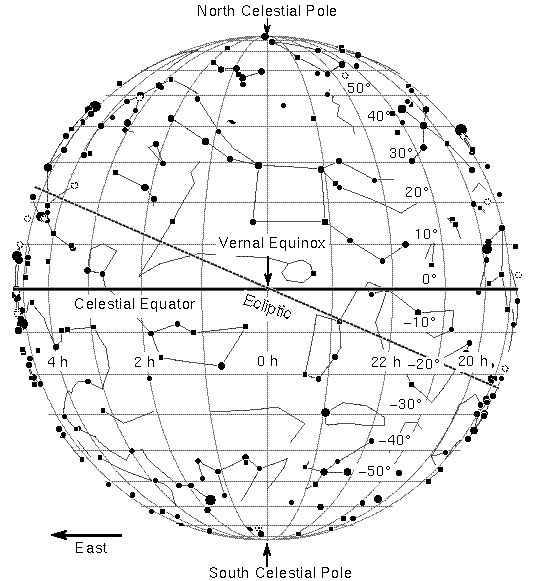 North Celestial Pole
50°
40°
30°
20°
10°
Vernal Equinox
0°
Celestial Equator
Ecliptic
−10°
4 h 2 h 0 h 22 h −20° 20 h
−30°
−40°
−50°
East
South Celestial Pole